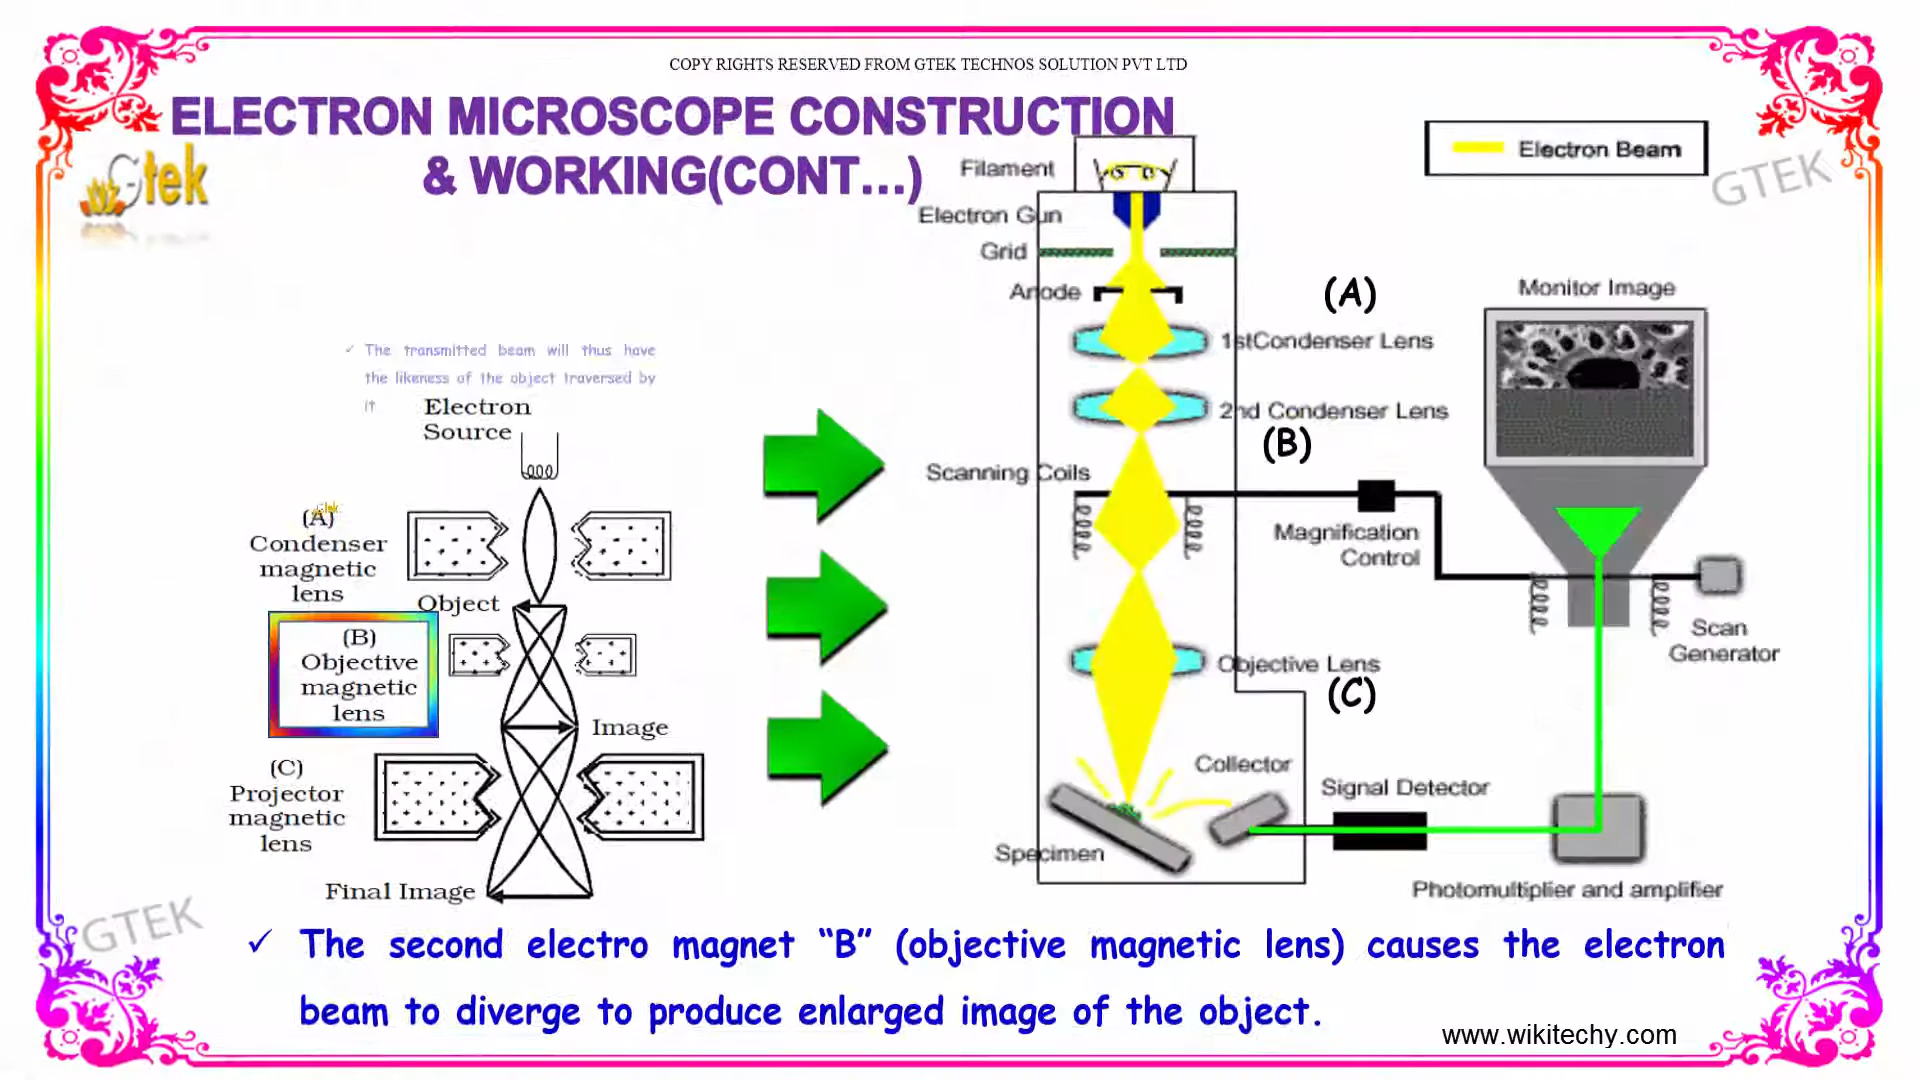 COPY RIGHTS RESERVED FROM GTEK TECHNOS SOLUTION PVT LTD
ELECTRON MICROSCOPE CONSTRUCTION
& WORKING(CONT...)
Gtek
GTEK
Electron Beam
Filament
Electron Gun
Grid
Anode
(A)
1stCondenser Lens
2nd Condenser Lens
(B)
Scanning Coils
Magnification
Control
Monitor Image
Scan
Generator
Objective Lens
(C)
Collector
Signal Detector
Specimen
Photomultiplier and amplifier
✓ The transmitted beam will thus have
the likeness of the object traversed by
it
Electron
Source
(A)
Condenser
magnetic
lens
Object
(B)
Objective
magnetic
lens
Image
(C)
Projector
magnetic
lens
Final Image
GTEK
✓ The second electro magnet “B” (objective magnetic lens) causes the electron
beam to diverge to produce enlarged image of the object.
www.wikitechy.com